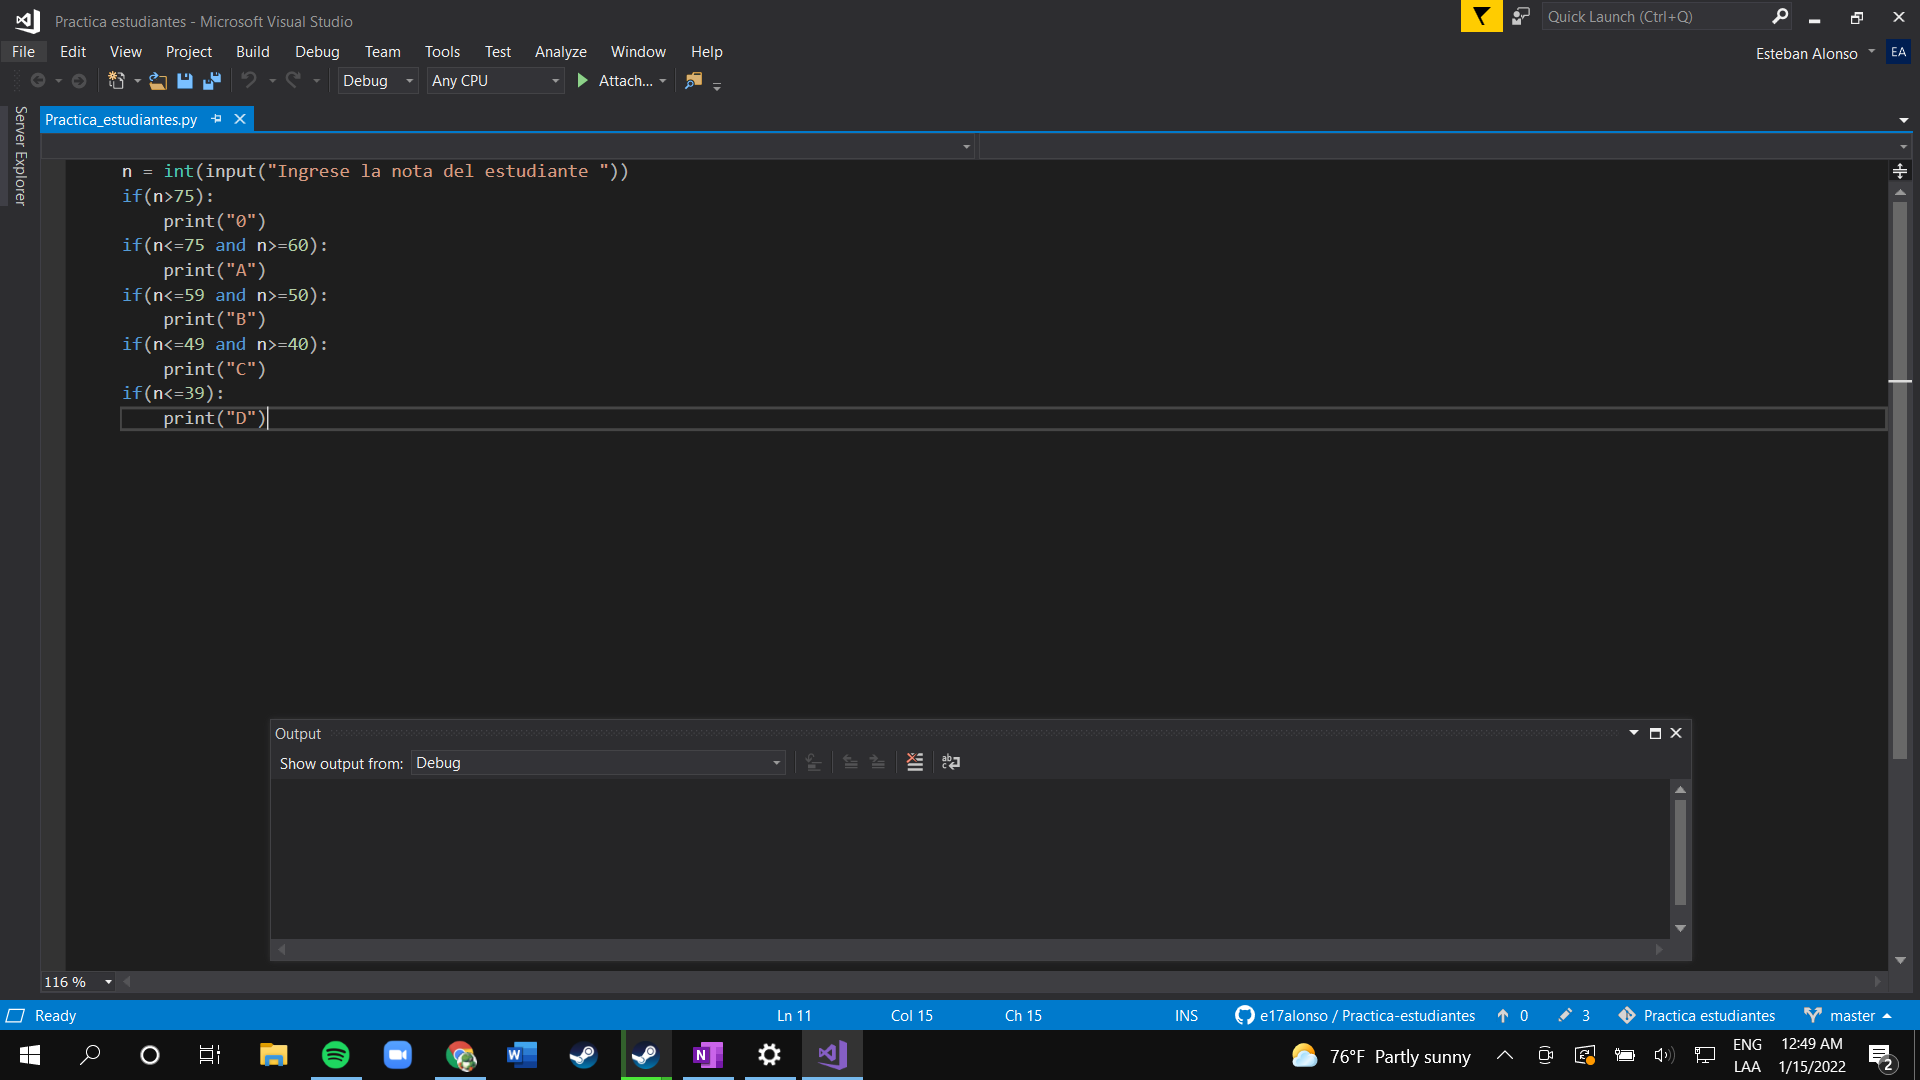 Practica estudiantes - Microsoft Visual Studio
Quick Launch (Ctrl+Q)
File Edit View Project Build Debug Team Tools Test Analyze Window Help
Esteban Alonso EA
Debug Any CPU Attach...
Server Explorer
Practica_estudiantes.py
n = int(input("Ingrese la nota del estudiante "))
if(n>75):
    print("0")
if(n<=75 and n>=60):
    print("A")
if(n<=59 and n>=50):
    print("B")
if(n<=49 and n>=40):
    print("C")
if(n<=39):
    print("D")
Output
Show output from: Debug
116 %
Ready Ln 11 Col 15 Ch 15 INS e17alonso / Practica-estudiantes 0 3 Practica estudiantes master
76°F Partly sunny
ENG
LAA
12:49 AM
1/15/2022
2